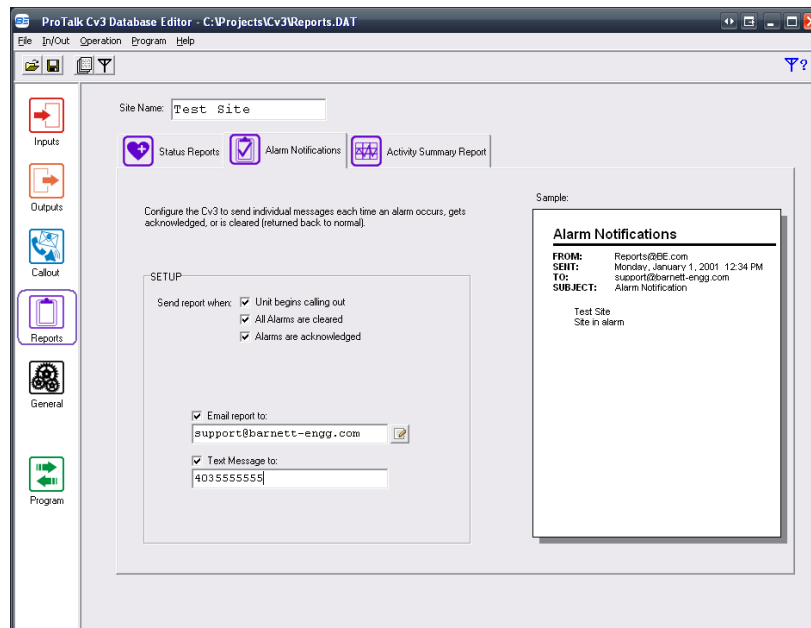 ProTalk Cv3 Database Editor - C:\Projects\Cv3\Reports.DAT
File In/Out Operation Program Help
?
Inputs
Outputs
Callout
Reports
General
Program
Site Name: Test Site
Status Reports
Alarm Notifications
Activity Summary Report
Configure the Cv3 to send individual messages each time an alarm occurs, gets
acknowledged, or is cleared (returned back to normal).
SETUP
Send report when: Unit begins calling out
All Alarms are cleared
Alarms are acknowledged
Email report to:
support@barnett-engg.com
Text Message to:
4035555555
Sample:
Alarm Notifications
FROM: Reports@BE.com
SENT: Monday, January 1, 2001 12:34 PM
TO: support@barnett-engg.com
SUBJECT: Alarm Notification
Test Site
Site in alarm